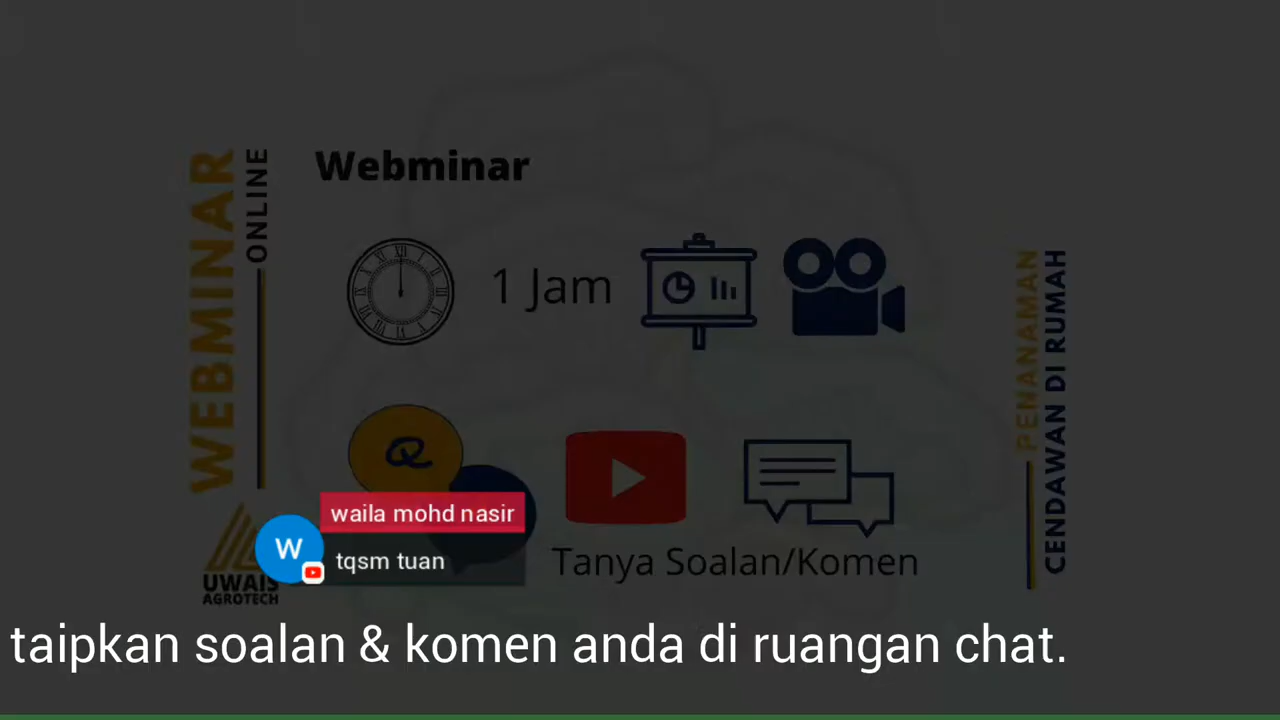 WEBMINAR
ONLINE
Webminar
1 Jam
Q
PENANAMAN
CENDAWAN DI RUMAH
Tanya Soalan/Komen
UWAIS
AGROTECH
W
waila mohd nasir
tqsm tuan
taipkan soalan & komen anda di ruangan chat.